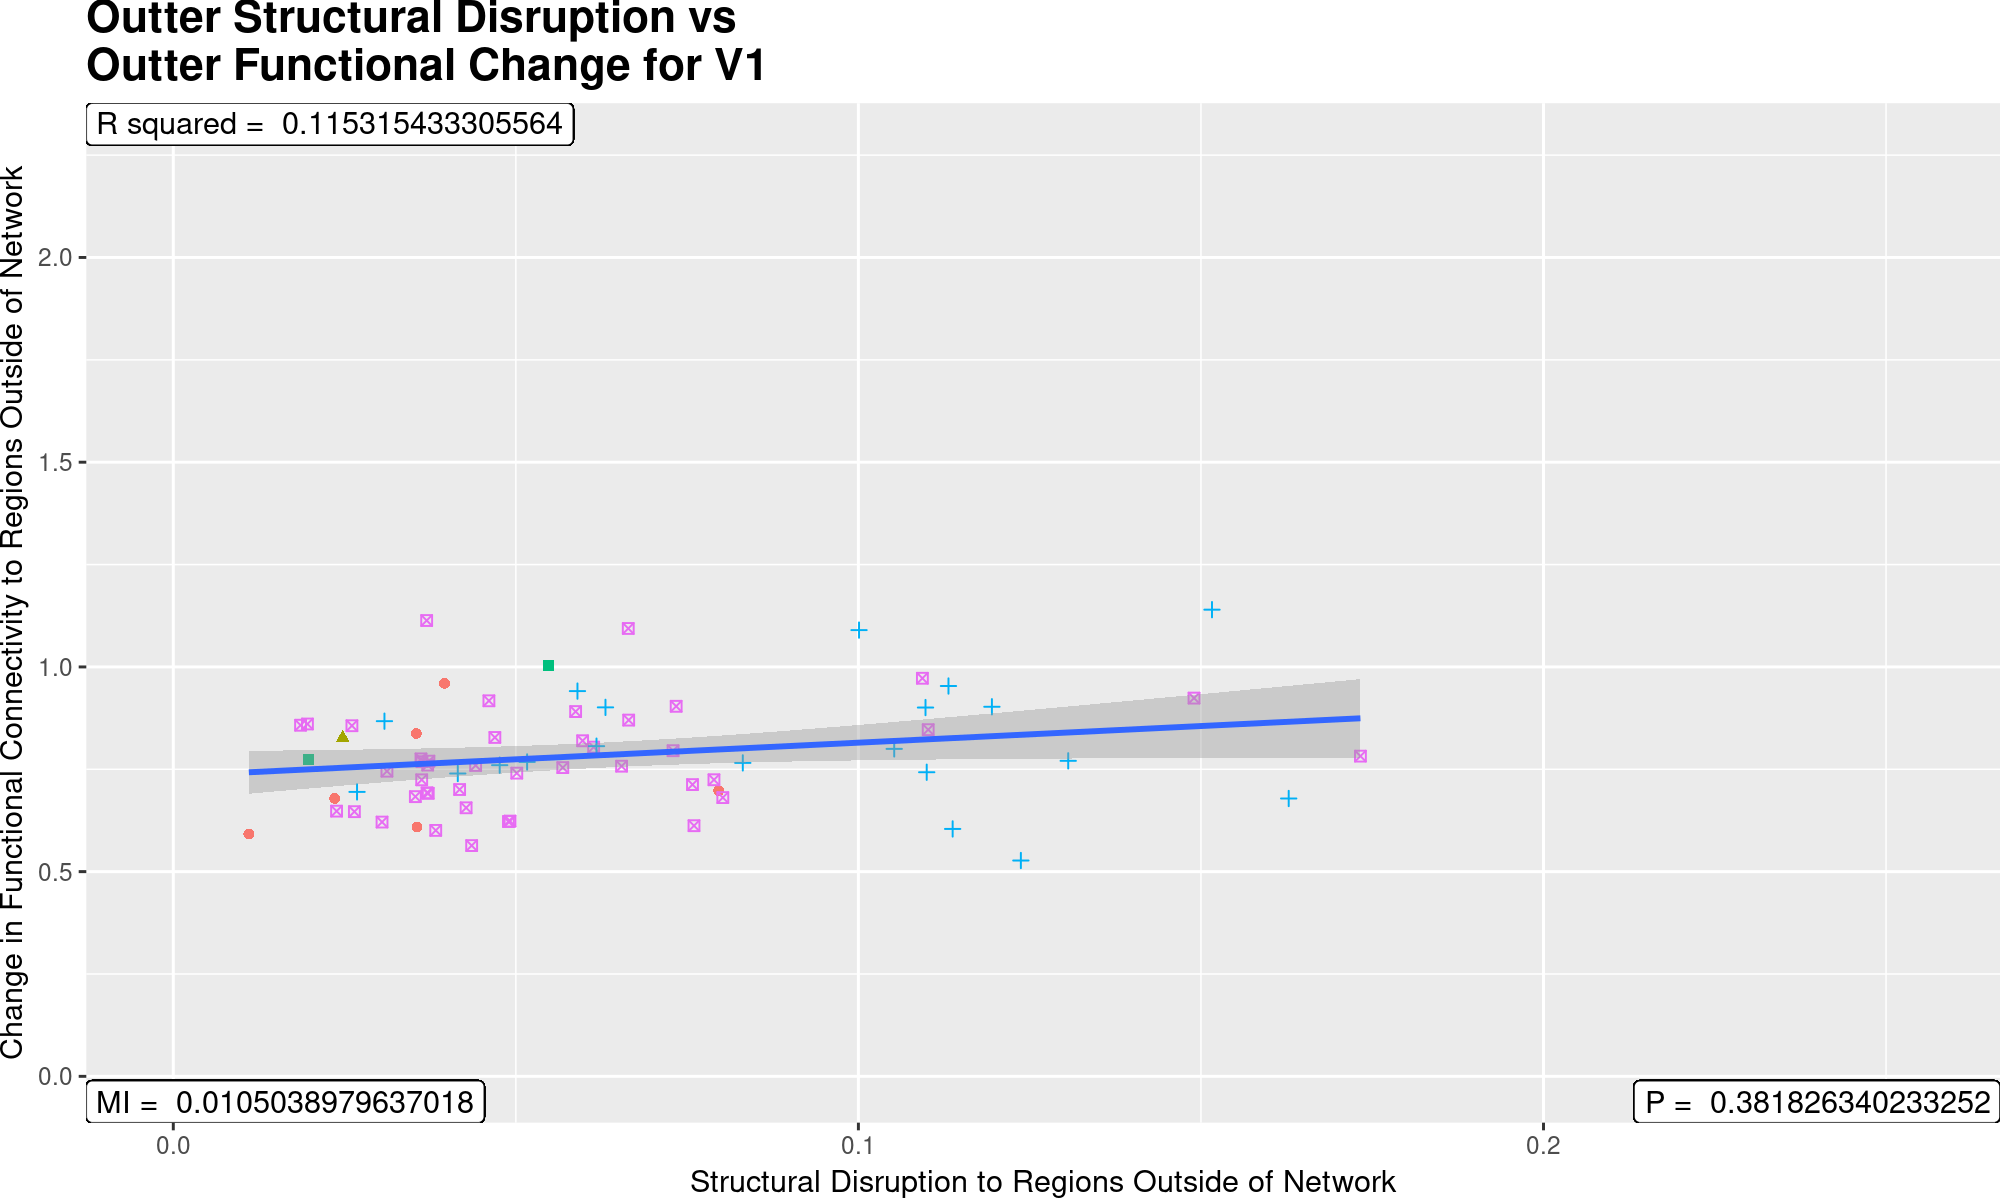 Outter Structural Disruption vs
Outter Functional Change for V1
R squared =  0.115315433305564
Change in Functional Connectivity to Regions Outside of Network
2.0
1.5
1.0
0.5
0.0
MI =  0.0105038979637018
P =  0.381826340233252
0.0
0.1
0.2
Structural Disruption to Regions Outside of Network